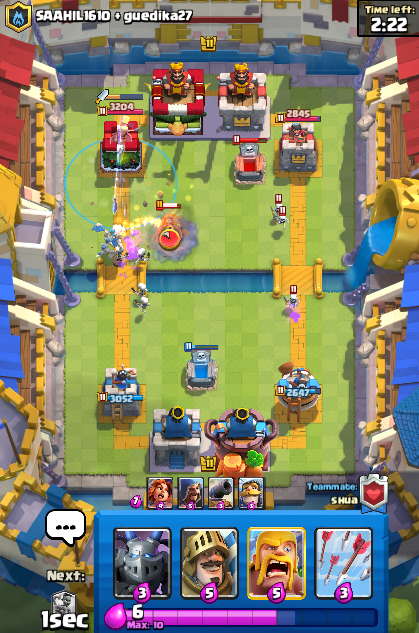 SAAHIL1610 + guedika27
Time left:
2:22
3204
2845
3052
2647
Teammate:
shua
Next:
1sec
3
5
5
3
6
Max: 10